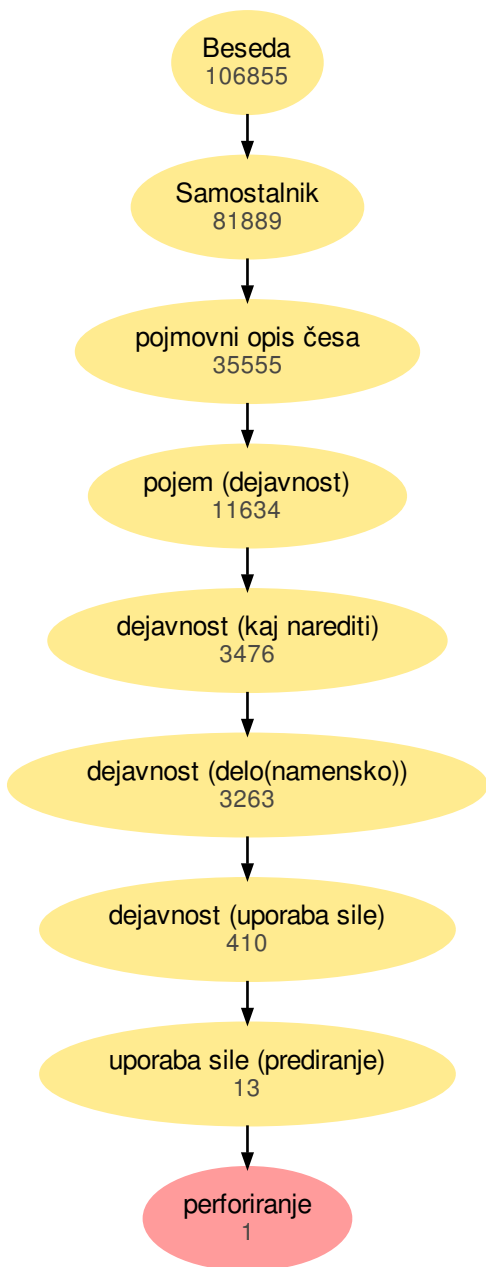 Beseda
106855
Samostalnik
81889
pojmovni opis česa
35555
pojem (dejavnost)
11634
dejavnost (kaj narediti)
3476
dejavnost (delo(namensko))
3263
dejavnost (uporaba sile)
410
uporaba sile (prediranje)
13
perforiranje
1